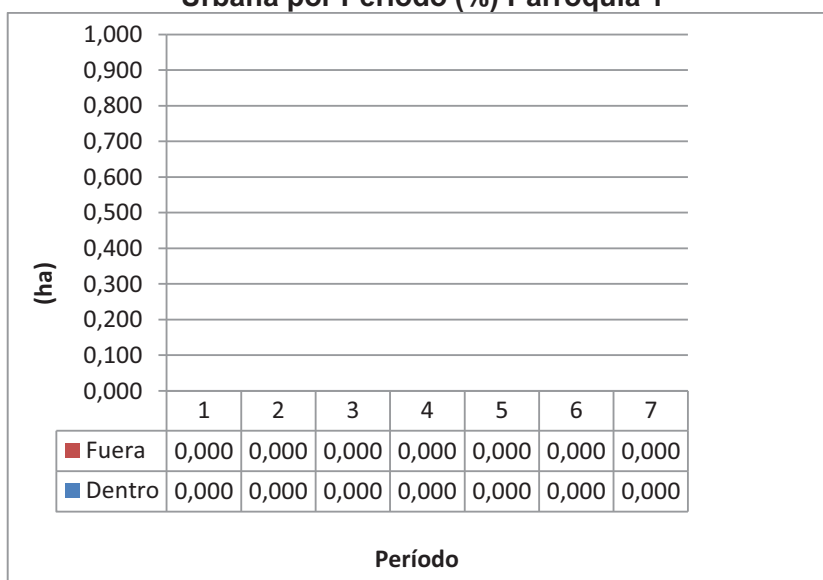 Urbana por Período (%) Parroquia 1
1,000
0,900
0,800
0,700
0,600
0,500
0,400
0,300
0,200
0,100
0,000
(ha)
1 2 3 4 5 6 7
Fuera 0,000 0,000 0,000 0,000 0,000 0,000 0,000
Dentro 0,000 0,000 0,000 0,000 0,000 0,000 0,000
Período